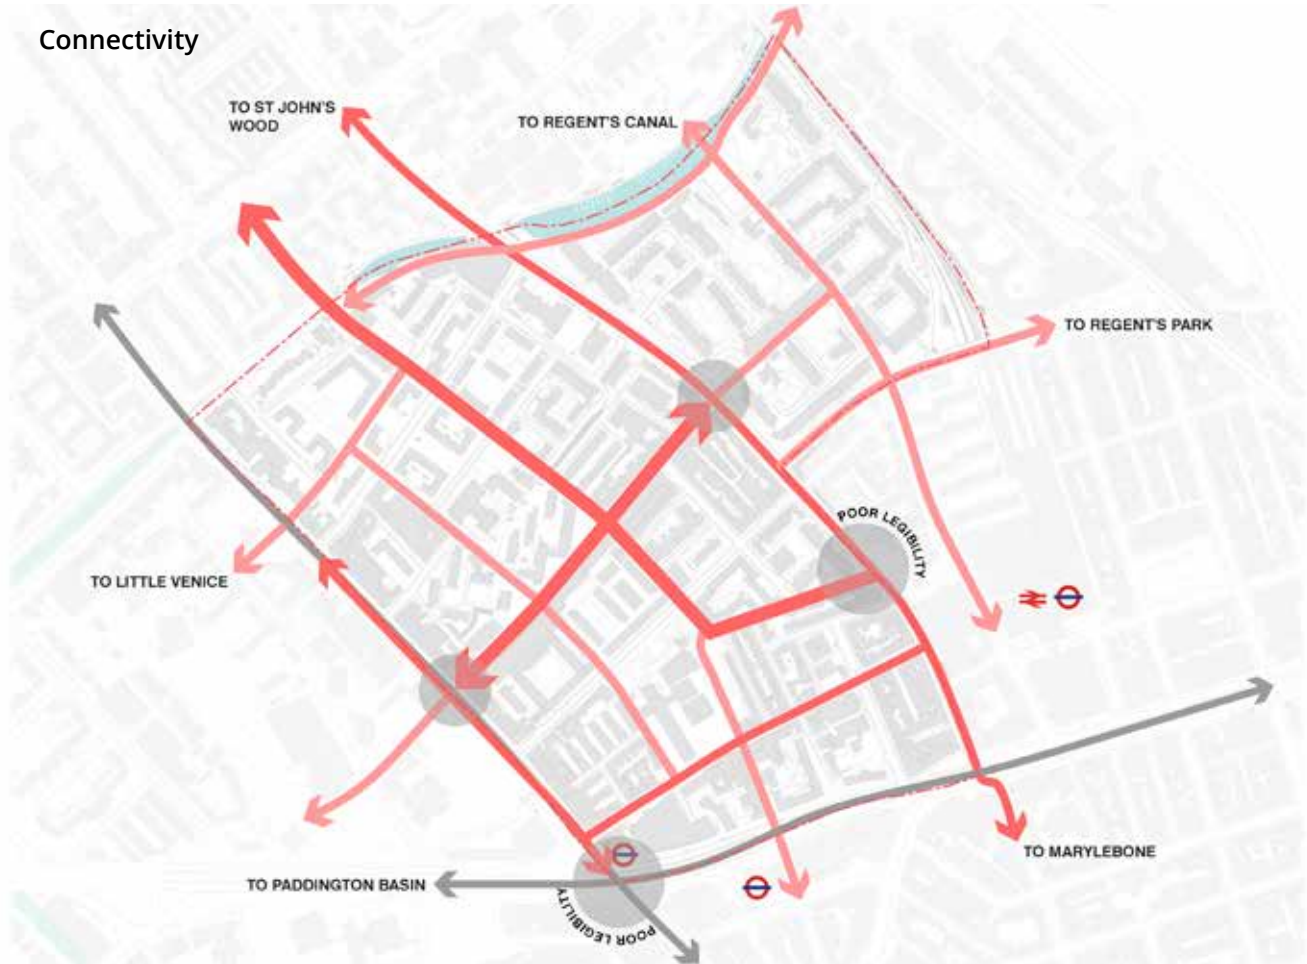 Connectivity
TO ST JOHN'S
WOOD
TO REGENT'S CANAL
TO REGENT'S PARK
POOR LEGIBILITY
TO LITTLE VENICE
TO MARYLEBONE
TO PADDINGTON BASIN
POOR LEGIBILITY